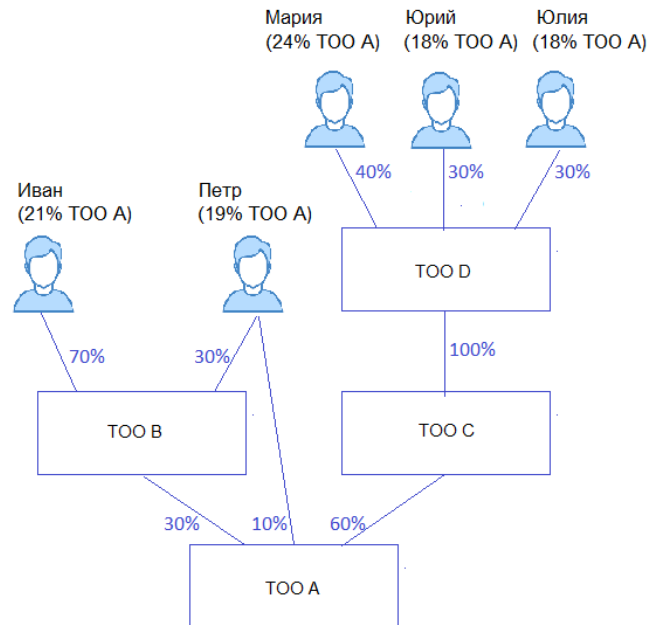 Мария Юрий Юлия
(24% ТОО А) (18% ТОО А) (18% ТОО А)
40% 30% 30%
Иван Петр
(21% ТОО А) (19% ТОО А)
ТОО D
70% 30% 100%
ТОО В ТОО С
30% 10% 60%
ТОО А